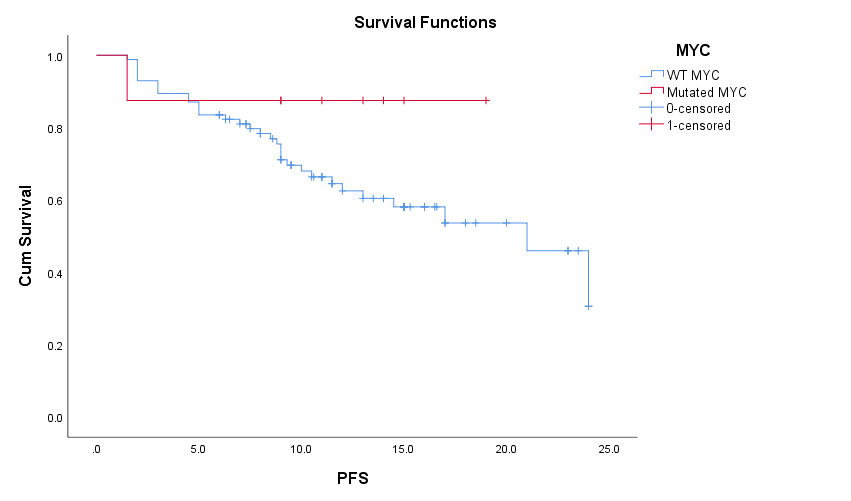 Survival Functions
MYC
WT MYC
Mutated MYC
0-censored
1-censored
Cum Survival
1.0
0.8
0.6
0.4
0.2
0.0
.0 5.0 10.0 15.0 20.0 25.0
PFS